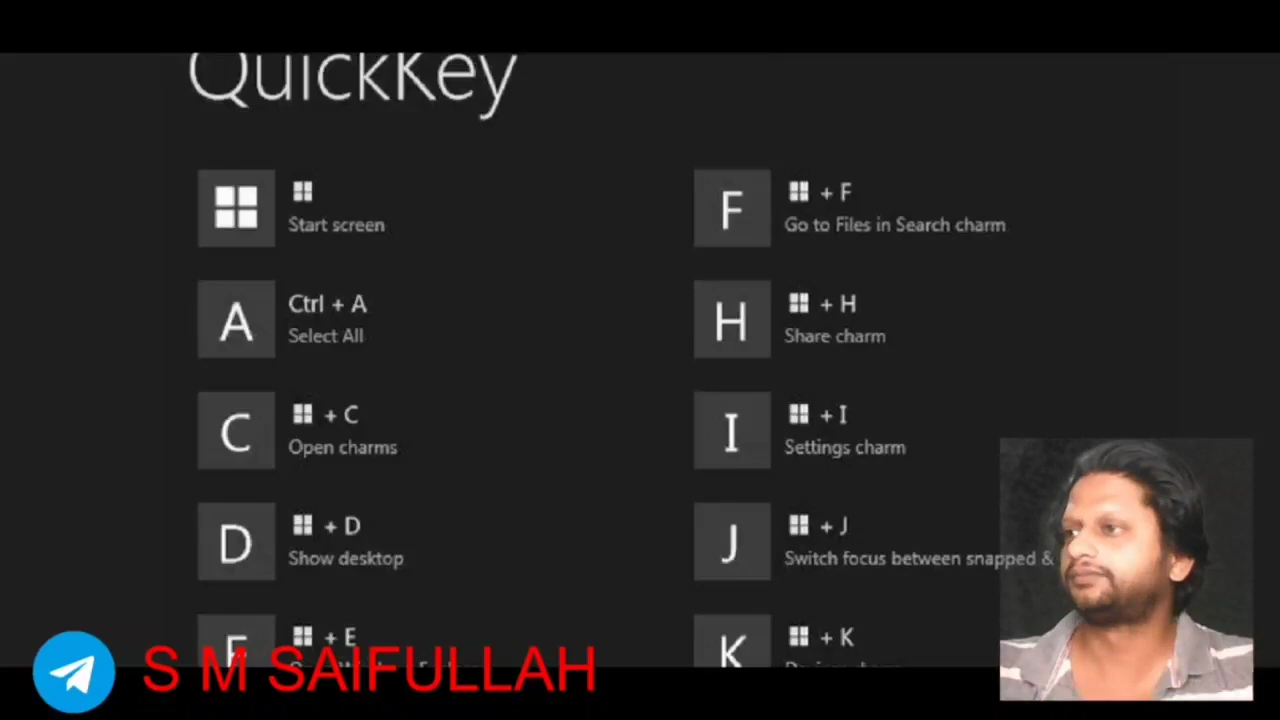 QuickKey
Start screen
A
Ctrl + A
Select All
C
+ C
Open charms
D
+ D
Show desktop
E
+ E
F
+ F
Go to Files in Search charm
H
+ H
Share charm
I
+ I
Settings charm
J
+ J
Switch focus between snapped &
K
+ K
S M SAIFULLAH